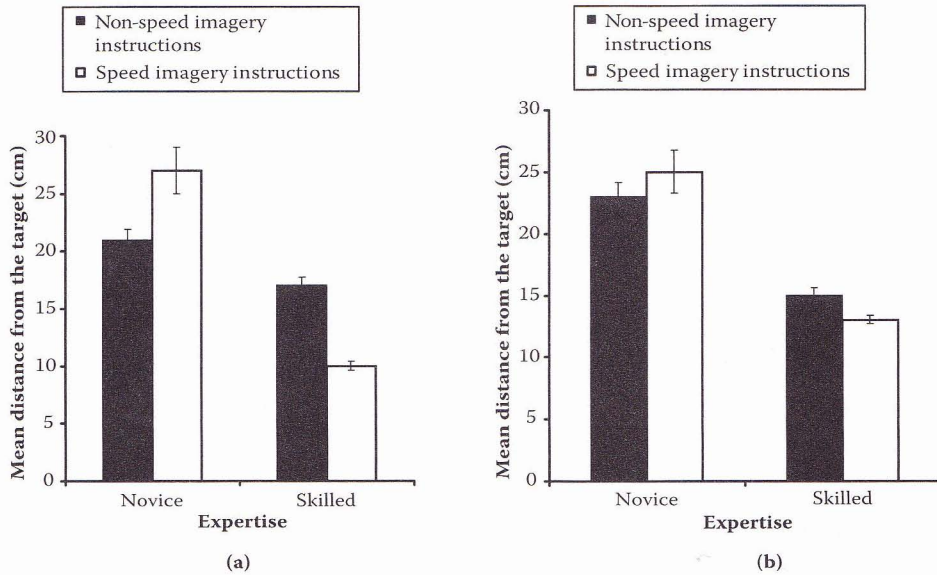 Non-speed imagery
instructions
Speed imagery instructions
Mean distance from the target (cm)
30
25
20
15
10
5
0
Novice
Skilled
Expertise
(a)
Non-speed imagery
instructions
Speed imagery instructions
Mean distance from the target (cm)
30
25
20
15
10
5
0
Novice
Skilled
Expertise
(b)